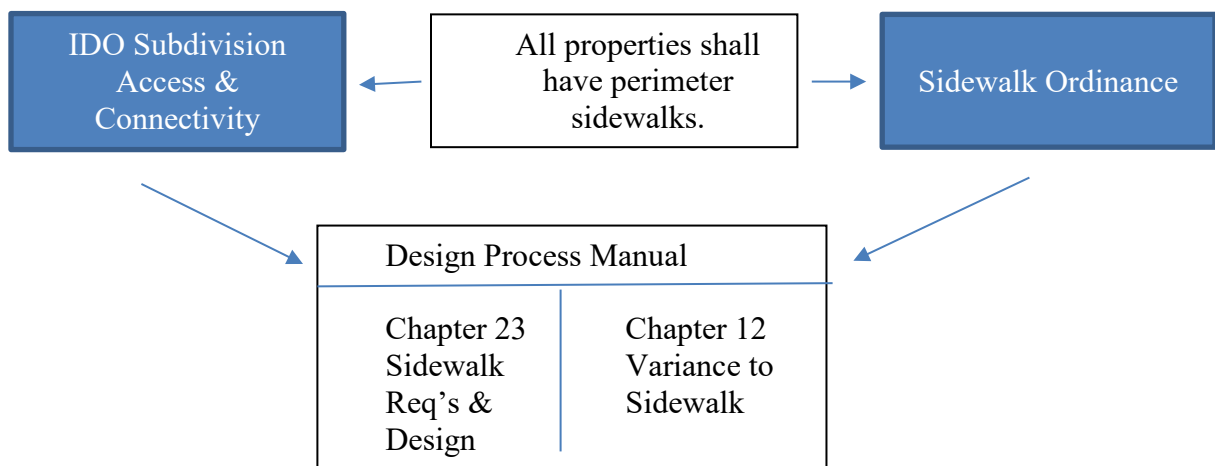 IDO Subdivision
Access &
Connectivity
All properties shall
have perimeter
sidewalks.
Sidewalk Ordinance
Design Process Manual
Chapter 23
Sidewalk
Req’s &
Design
Chapter 12
Variance to
Sidewalk